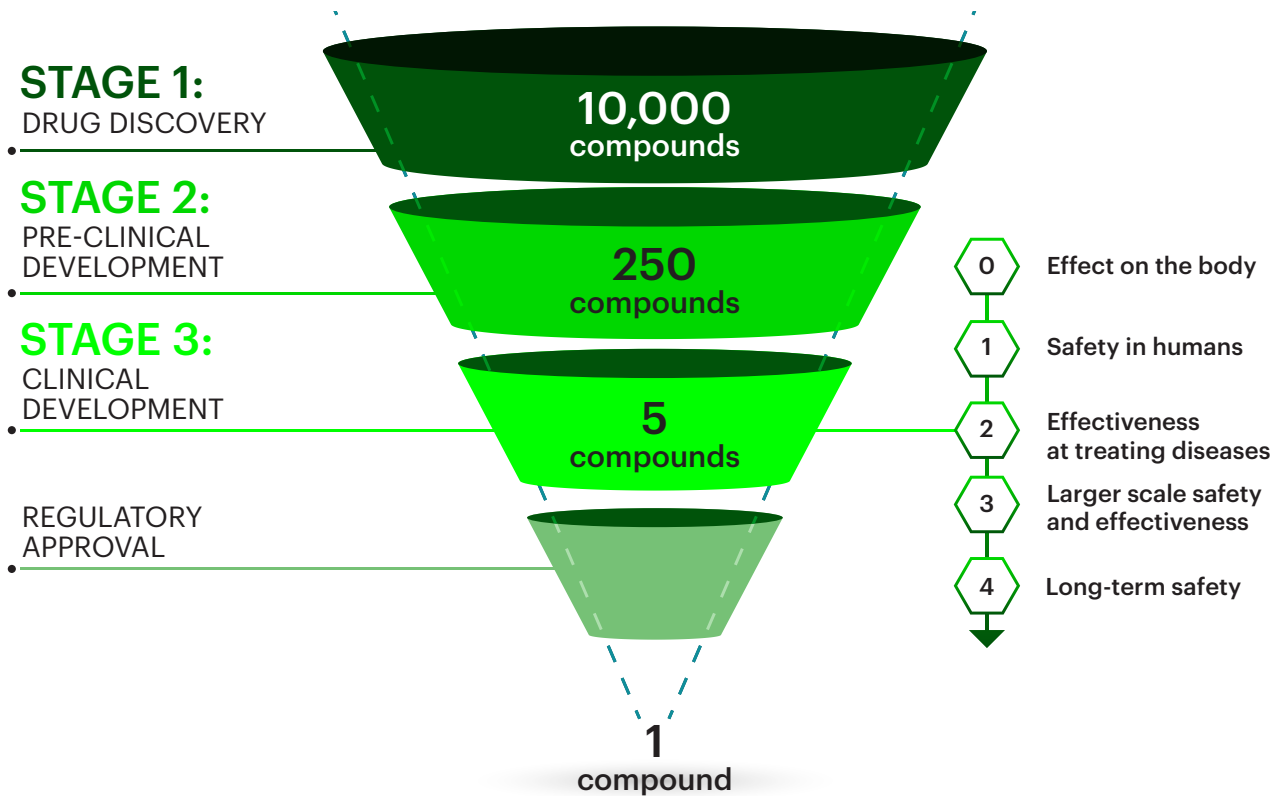 STAGE 1:
DRUG DISCOVERY
10,000
compounds
STAGE 2:
PRE-CLINICAL
DEVELOPMENT
250
compounds
STAGE 3:
CLINICAL
DEVELOPMENT
5
compounds
REGULATORY
APPROVAL
1
compound
0
Effect on the body
1
Safety in humans
2
Effectiveness
at treating diseases
3
Larger scale safety
and effectiveness
4
Long-term safety